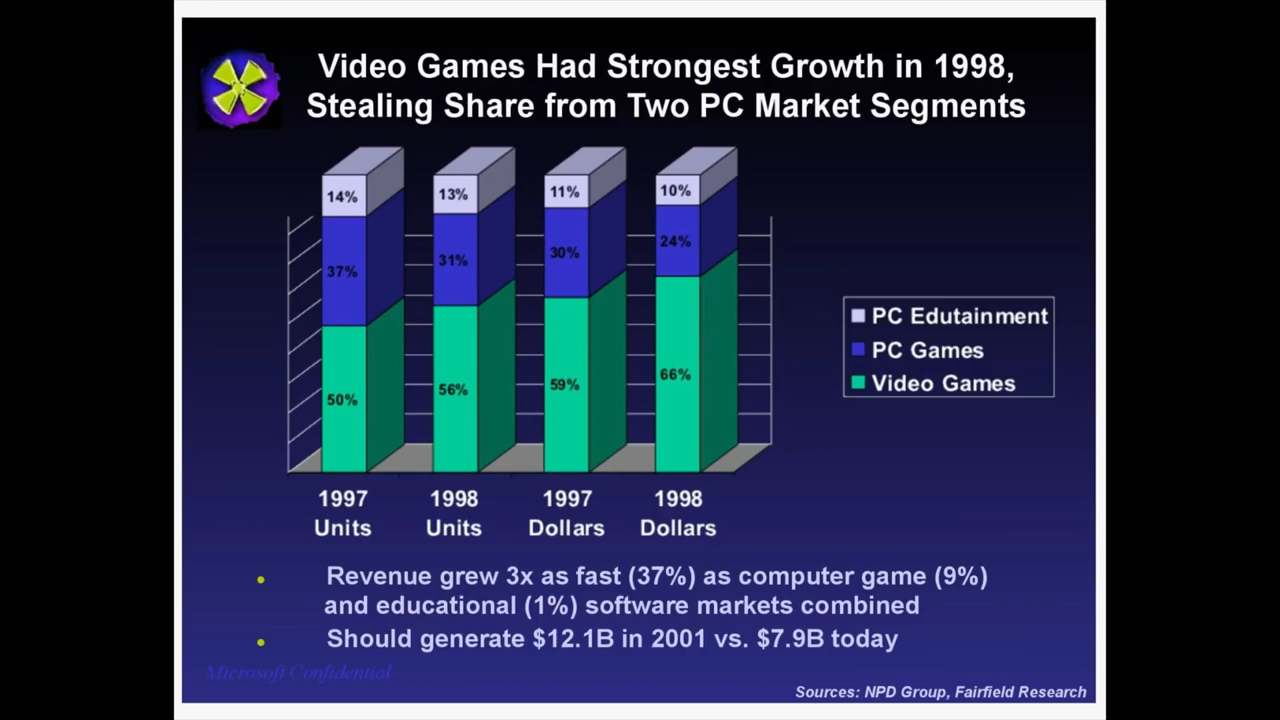 Video Games Had Strongest Growth in 1998,
Stealing Share from Two PC Market Segments
14% 13% 11% 10%
37% 31% 30% 24%
50% 56% 59% 66%
PC Edutainment
PC Games
Video Games
1997 1998 1997 1998
Units Units Dollars Dollars
• Revenue grew 3x as fast (37%) as computer game (9%)
and educational (1%) software markets combined
• Should generate $12.1B in 2001 vs. $7.9B today
Microsoft Confidential
Sources: NPD Group, Fairfield Research